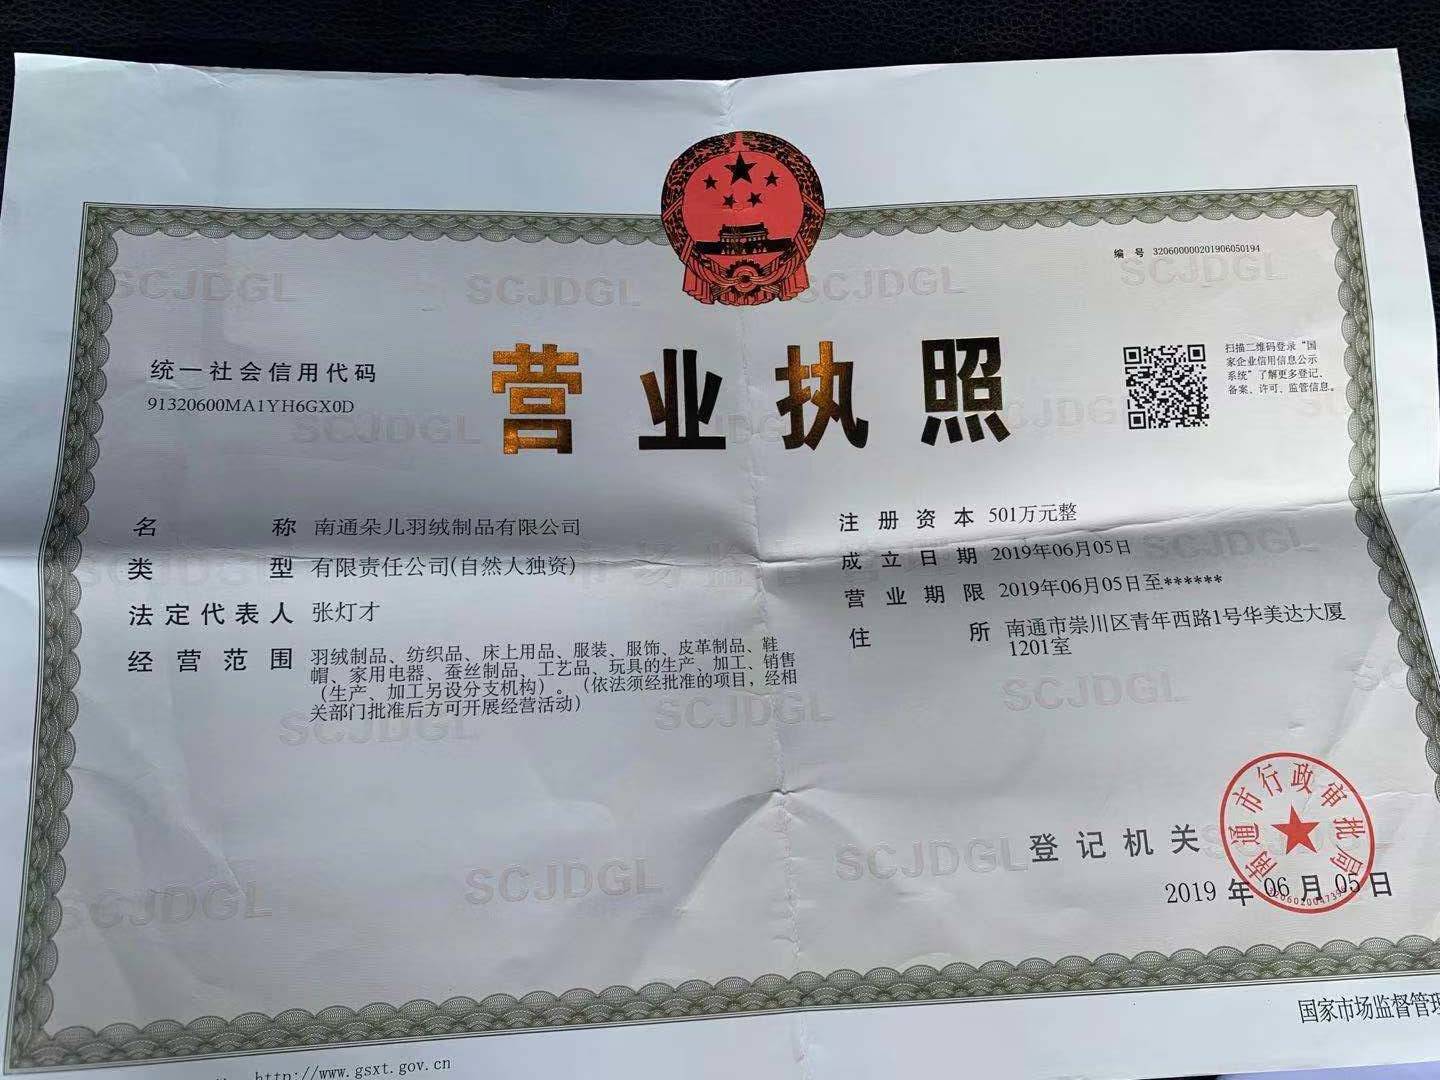 编 号 320600000201906050194
统一社会信用代码
91320600MA1YH6GX0D
营业执照
扫描二维码登录“国
家企业信用信息公示
系统”了解更多登记、
备案、许可、监管信息。
名 称 南通朵儿羽绒制品有限公司
类 型 有限责任公司(自然人独资)
法定代表人 张灯才
经营范围 羽绒制品、纺织品、床上用品、服装、服饰、皮革制品、鞋
帽、家用电器、蚕丝制品、工艺品、玩具的生产、加工、销售
(生产、加工另设分支机构)。(依法须经批准的项目，经相
关部门批准后方可开展经营活动)
注册资本 501万元整
成立日期 2019年06月05日
营业期限 2019年06月05日至******
住 所 南通市崇川区青年西路1号华美达大厦
1201室
登记机关
南通市行政审批局
2019 年 06 月 05 日
http://www.gsxt.gov.cn
国家市场监督管理
SCJDGL